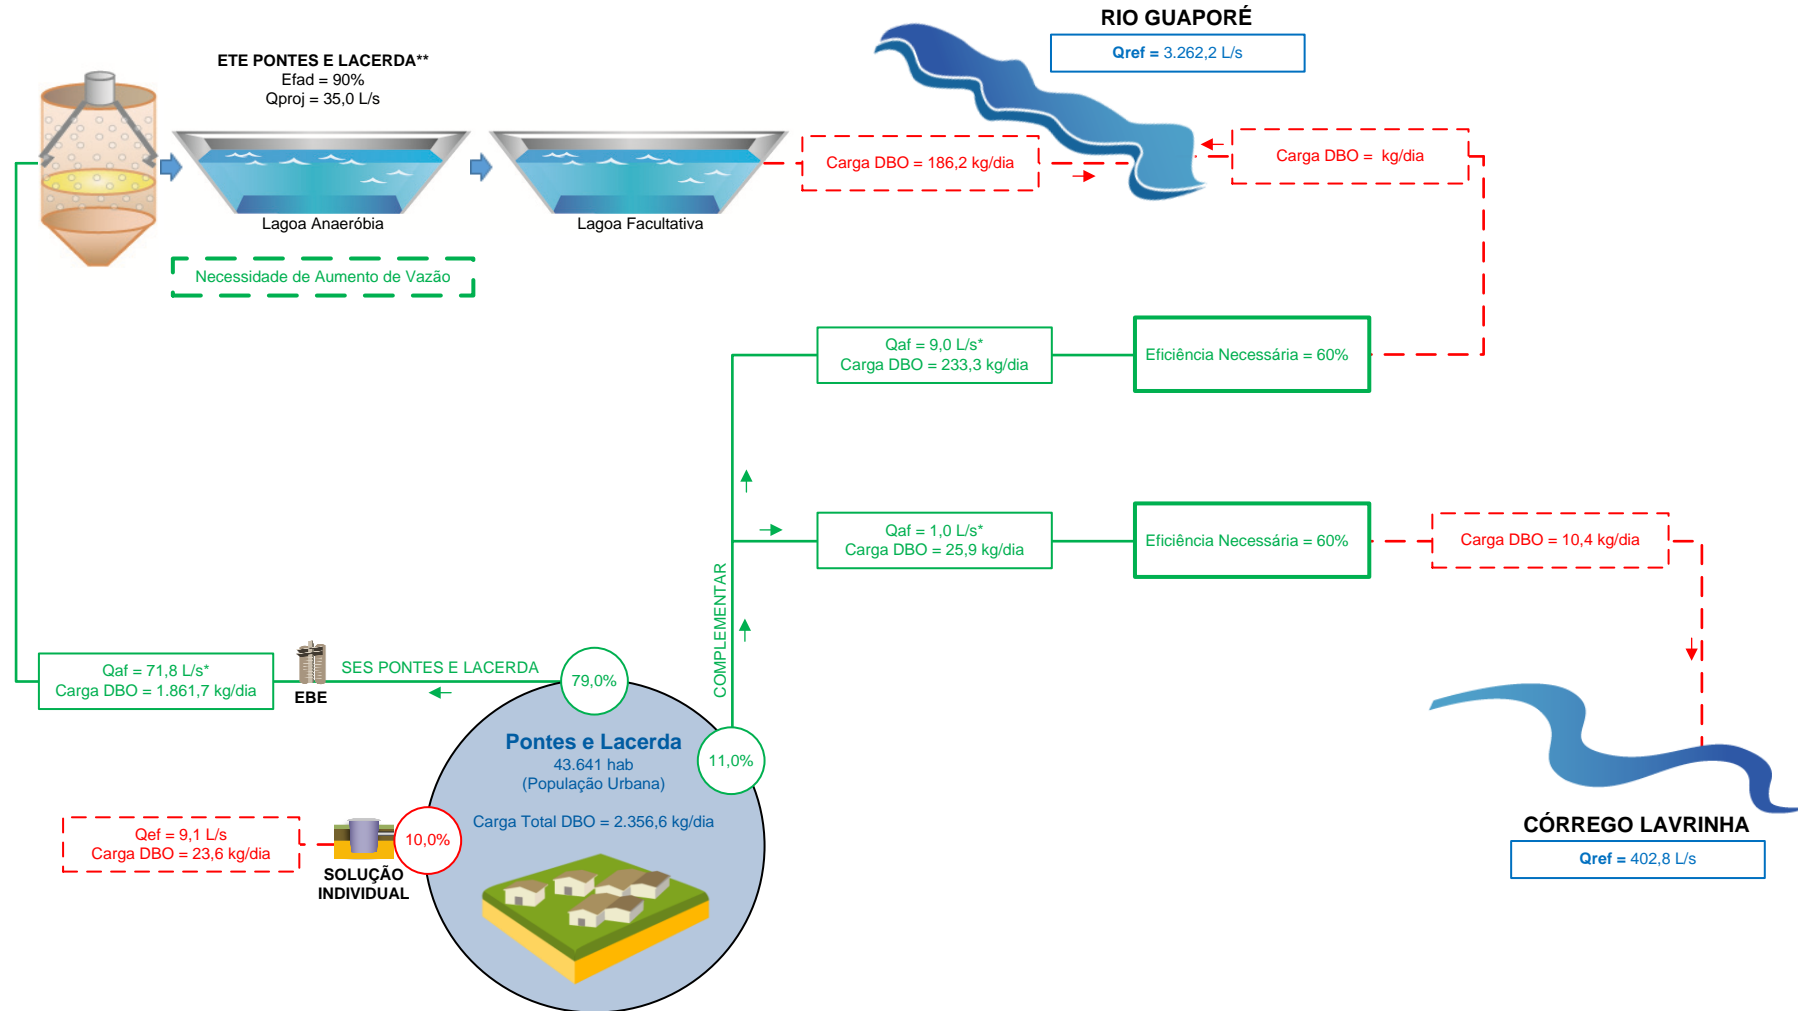 RIO GUAPORÉ
Qref = 3.262,2 L/s
ETE PONTES E LACERDA**
Efad = 90%
Qproj = 35,0 L/s
Lagoa Anaeróbia
Lagoa Facultativa
Carga DBO = 186,2 kg/dia
Carga DBO = kg/dia
Necessidade de Aumento de Vazão
Qaf = 9,0 L/s*
Carga DBO = 233,3 kg/dia
Eficiência Necessária = 60%
Qaf = 1,0 L/s*
Carga DBO = 25,9 kg/dia
Eficiência Necessária = 60%
Carga DBO = 10,4 kg/dia
COMPLEMENTAR
Qaf = 71,8 L/s*
Carga DBO = 1.861,7 kg/dia
EBE
SES PONTES E LACERDA
79,0%
Pontes e Lacerda
43.641 hab
(População Urbana)
11,0%
Carga Total DBO = 2.356,6 kg/dia
Qef = 9,1 L/s
Carga DBO = 23,6 kg/dia
10,0%
SOLUÇÃO
INDIVIDUAL
CÓRREGO LAVRINHA
Qref = 402,8 L/s